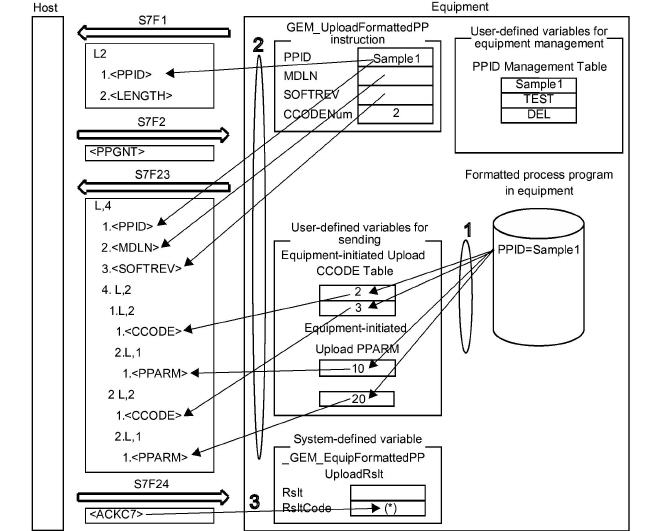 Host
Equipment
S7F1
L2
1.<PPID>
2.<LENGTH>
S7F2
<PPGNT>
S7F23
L,4
1.<PPID>
2.<MDLN>
3.<SOFTREV>
4. L,2
1.L,2
1.<CCODE>
2.L,1
1.<PPARM>
2 L,2
1.<CCODE>
2.L,1
1.<PPARM>
S7F24
<ACKC7>
2
GEM_UploadFormattedPP
instruction
PPID
Sample1
MDLN
SOFTREV
CCODENum
2
User-defined variables for
equipment management
PPID Management Table
Sample1
TEST
DEL
Formatted process program
in equipment
PPID=Sample1
1
User-defined variables for
sending
Equipment-initiated Upload
CCODE Table
2
3
Equipment-initiated
Upload PPARM
10
20
System-defined variable
_GEM_EquipFormattedPP
UploadRslt
3
Rslt
RsltCode
(*)